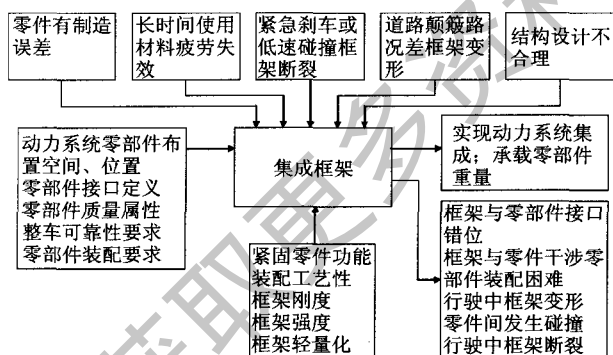 零件有制造
误差
长时间使用
材料疲劳失
效
紧急刹车或
低速碰撞框
架断裂
道路颠簸路
况差框架变
形
结构设计不
合理
动力系统零部件布
置空间、位置
零部件接口定义
零部件质量属性
整车可靠性要求
零部件装配要求
集成框架
实现动力系统集
成；承载零部件
重量
紧固零件功能
装配工艺性
框架刚度
框架强度
框架轻量化
框架与零部件接口
错位
框架与零件干涉零
部件装配困难
行驶中框架变形
零件间发生碰撞
行驶中框架断裂
获取更多资料